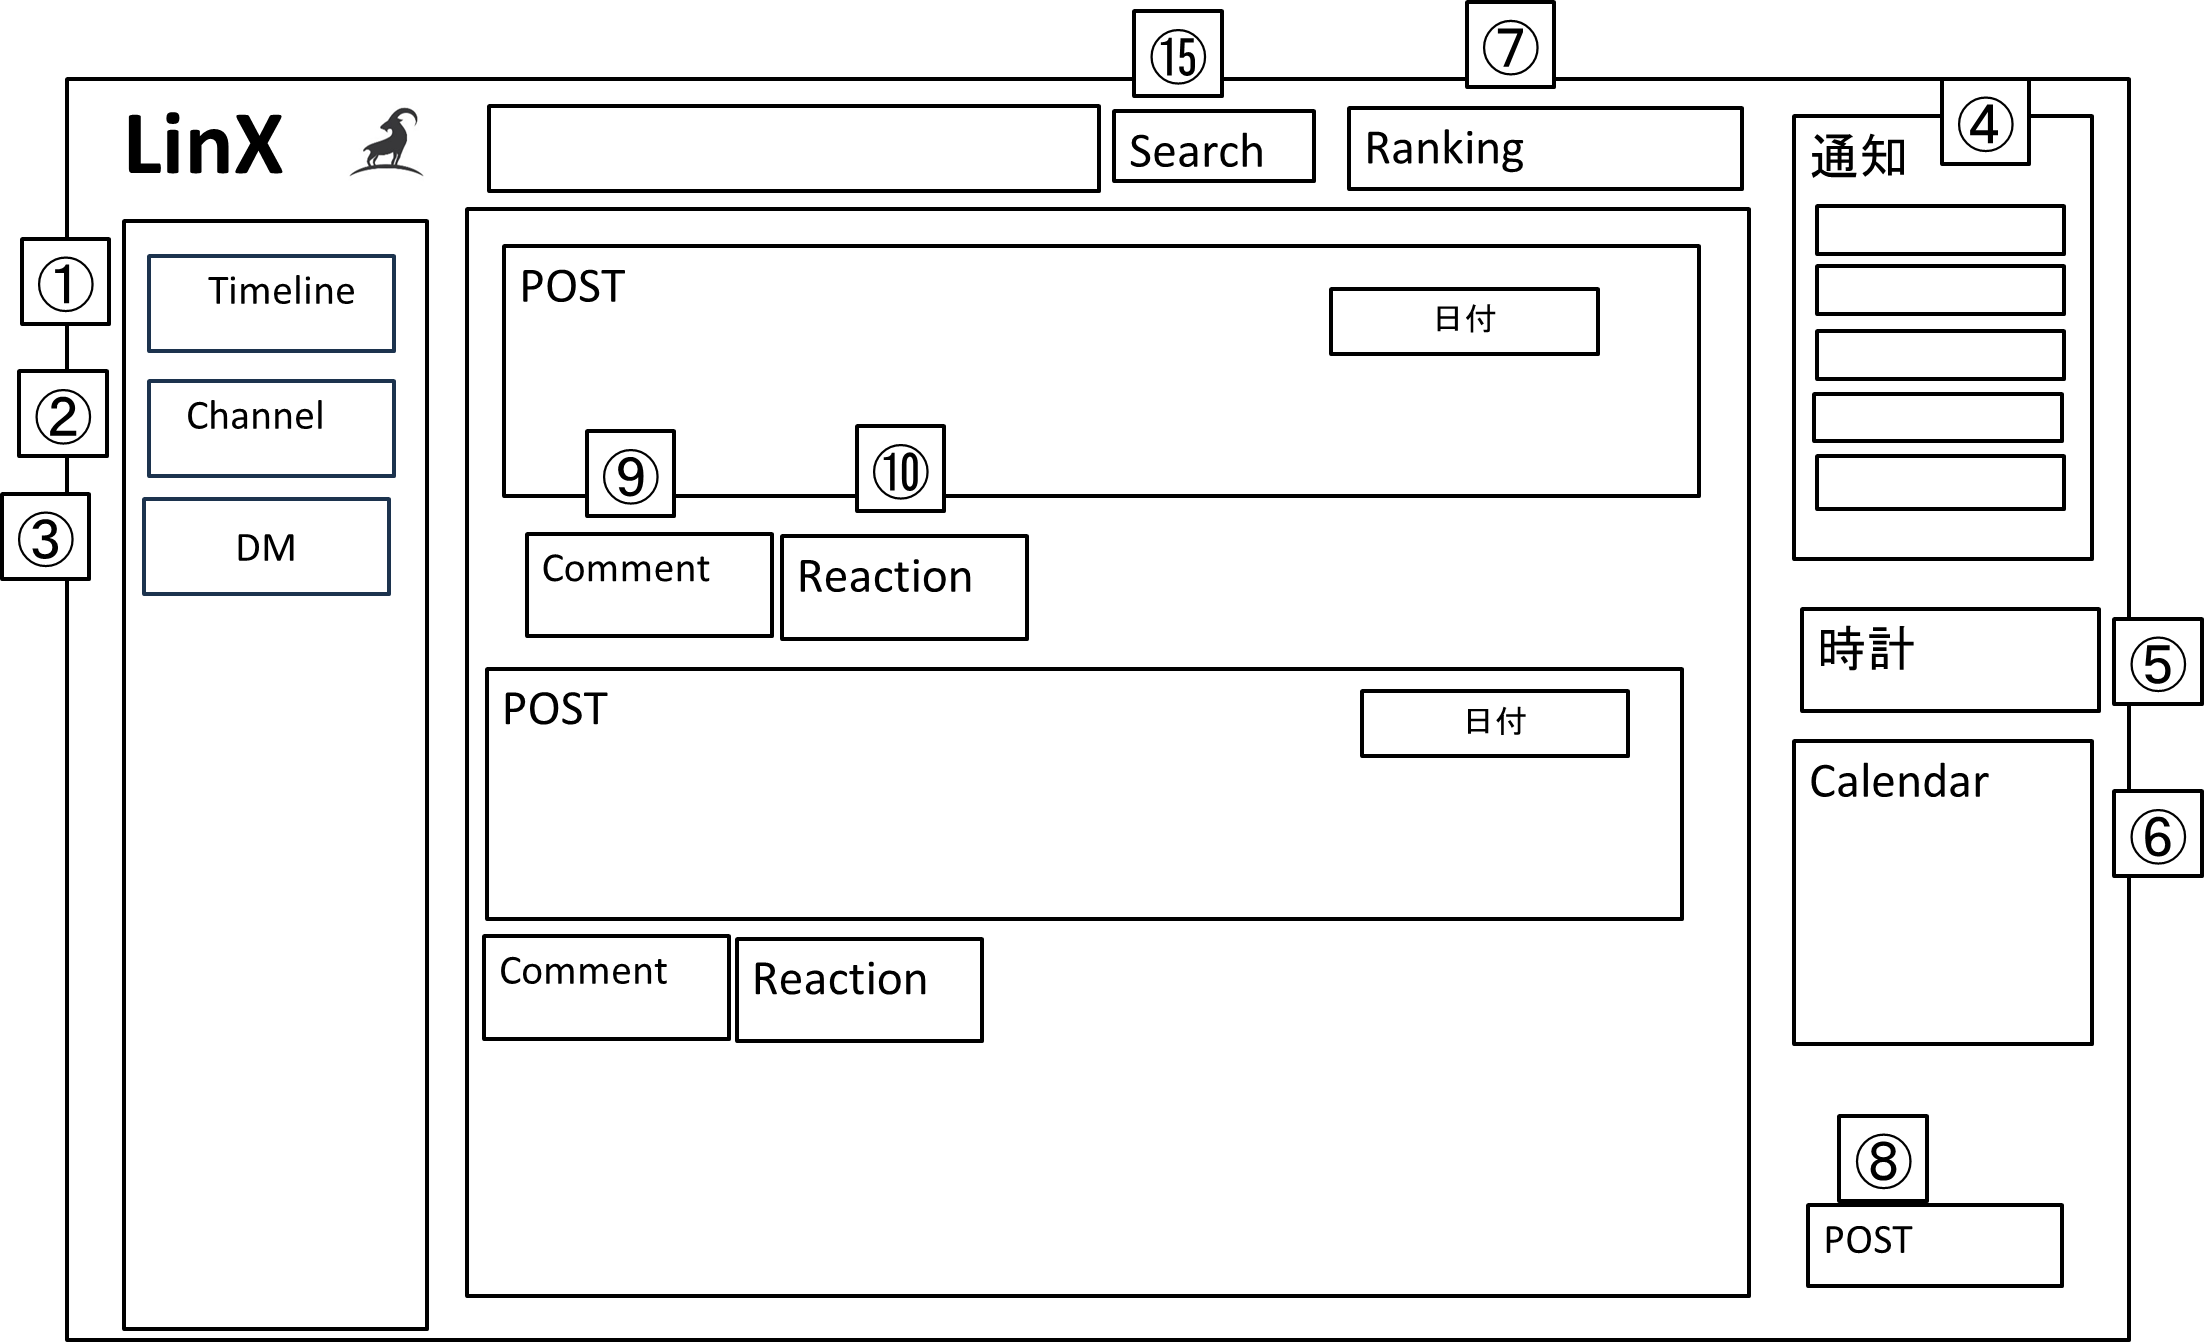 ⑮
⑦
④
LinX
Search
Ranking
通知
①
Timeline
②
Channel
③
DM
POST
日付
⑨
⑩
Comment
Reaction
POST
日付
Comment
Reaction
時計
⑤
Calendar
⑥
⑧
POST